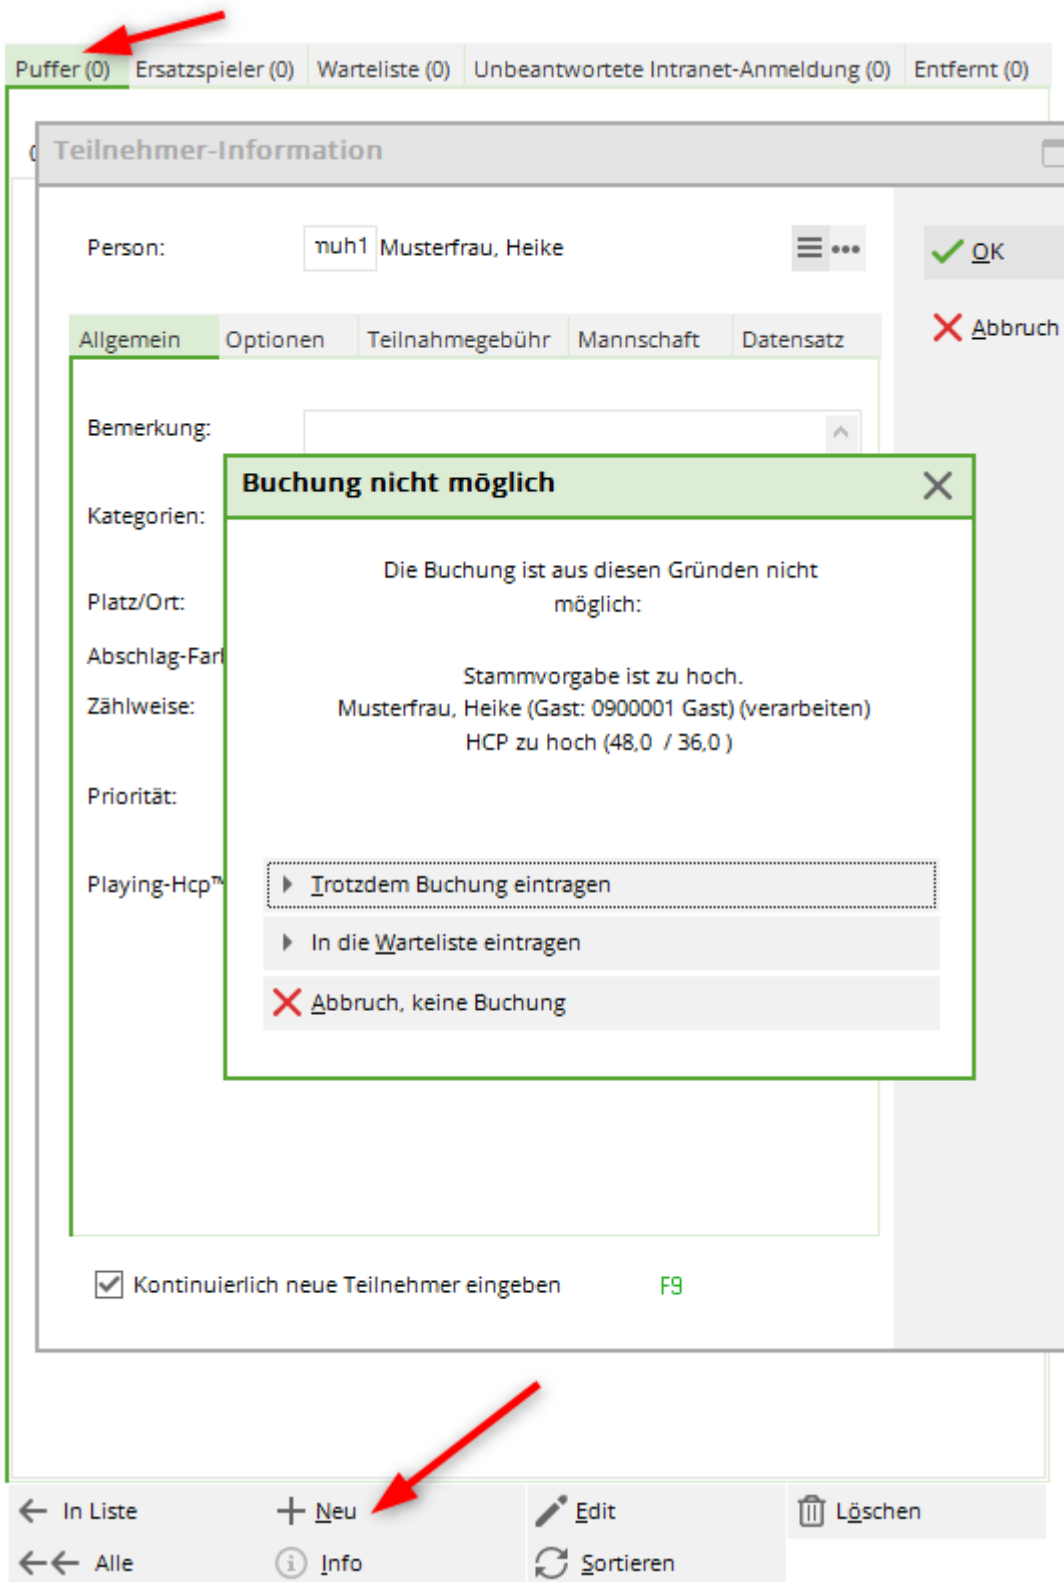 Puffer (0) Ersatzspieler (0) Warteliste (0) Unbeantwortete Intranet-Anmeldung (0) Entfernt (0)
Teilnehmer-Information
Person: nuh1 Musterfrau, Heike
OK
Abbruch
Allgemein Optionen Teilnahmegebühr Mannschaft Datensatz
Bemerkung:
Buchung nicht möglich
Kategorien:
Die Buchung ist aus diesen Gründen nicht
möglich:
Platz/Ort:
Abschlag-Farl
Stammvorgabe ist zu hoch.
Zählweise:
Musterfrau, Heike (Gast: 0900001 Gast) (verarbeiten)
HCP zu hoch (48,0 / 36,0 )
Priorität:
Playing-Hcp™
Trotzdem Buchung eintragen
In die Warteliste eintragen
Abbruch, keine Buchung
Kontinuierlich neue Teilnehmer eingeben F9
In Liste Neu Edit Löschen
Alle Info Sortieren